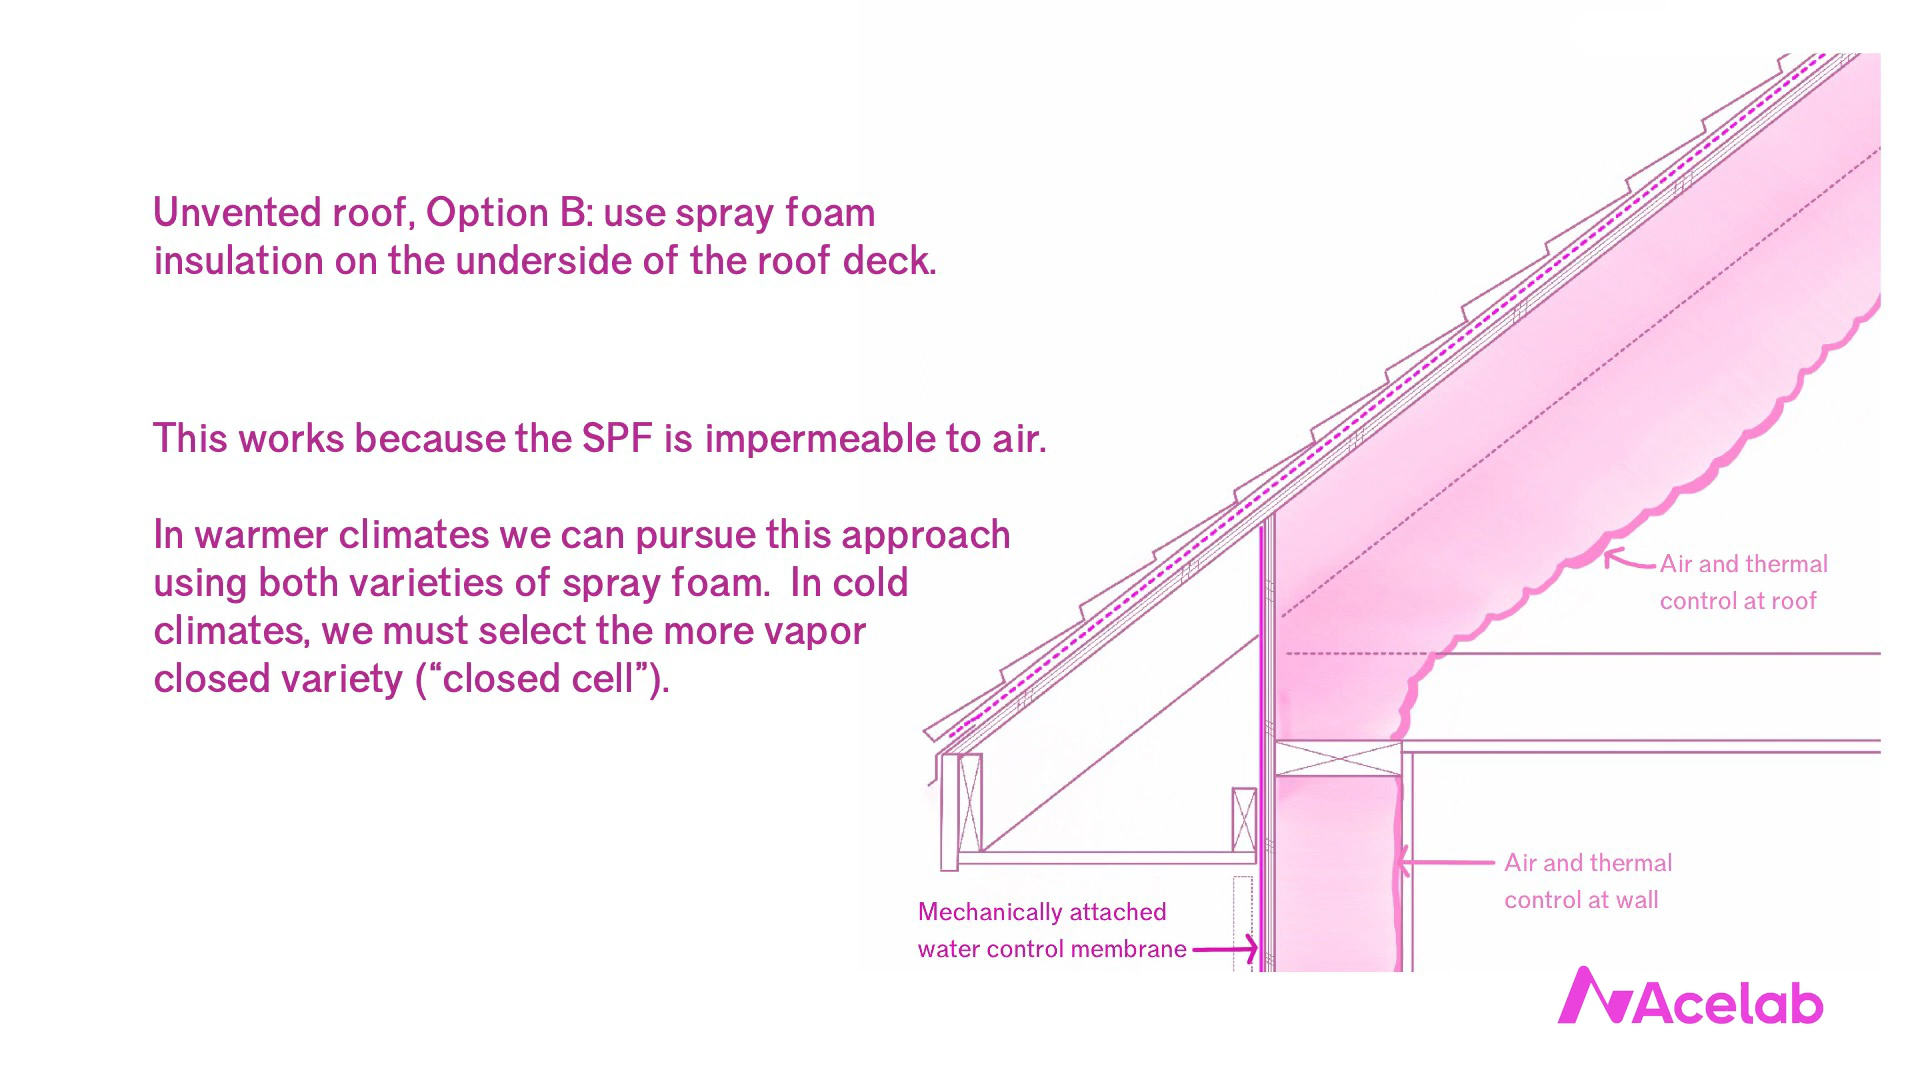 Unvented roof, Option B: use spray foam
insulation on the underside of the roof deck.
This works because the SPF is impermeable to air.
In warmer climates we can pursue this approach
using both varieties of spray foam.  In cold
climates, we must select the more vapor
closed variety (“closed cell”).
Air and thermal
control at roof
Air and thermal
control at wall
Mechanically attached
water control membrane
Acelab